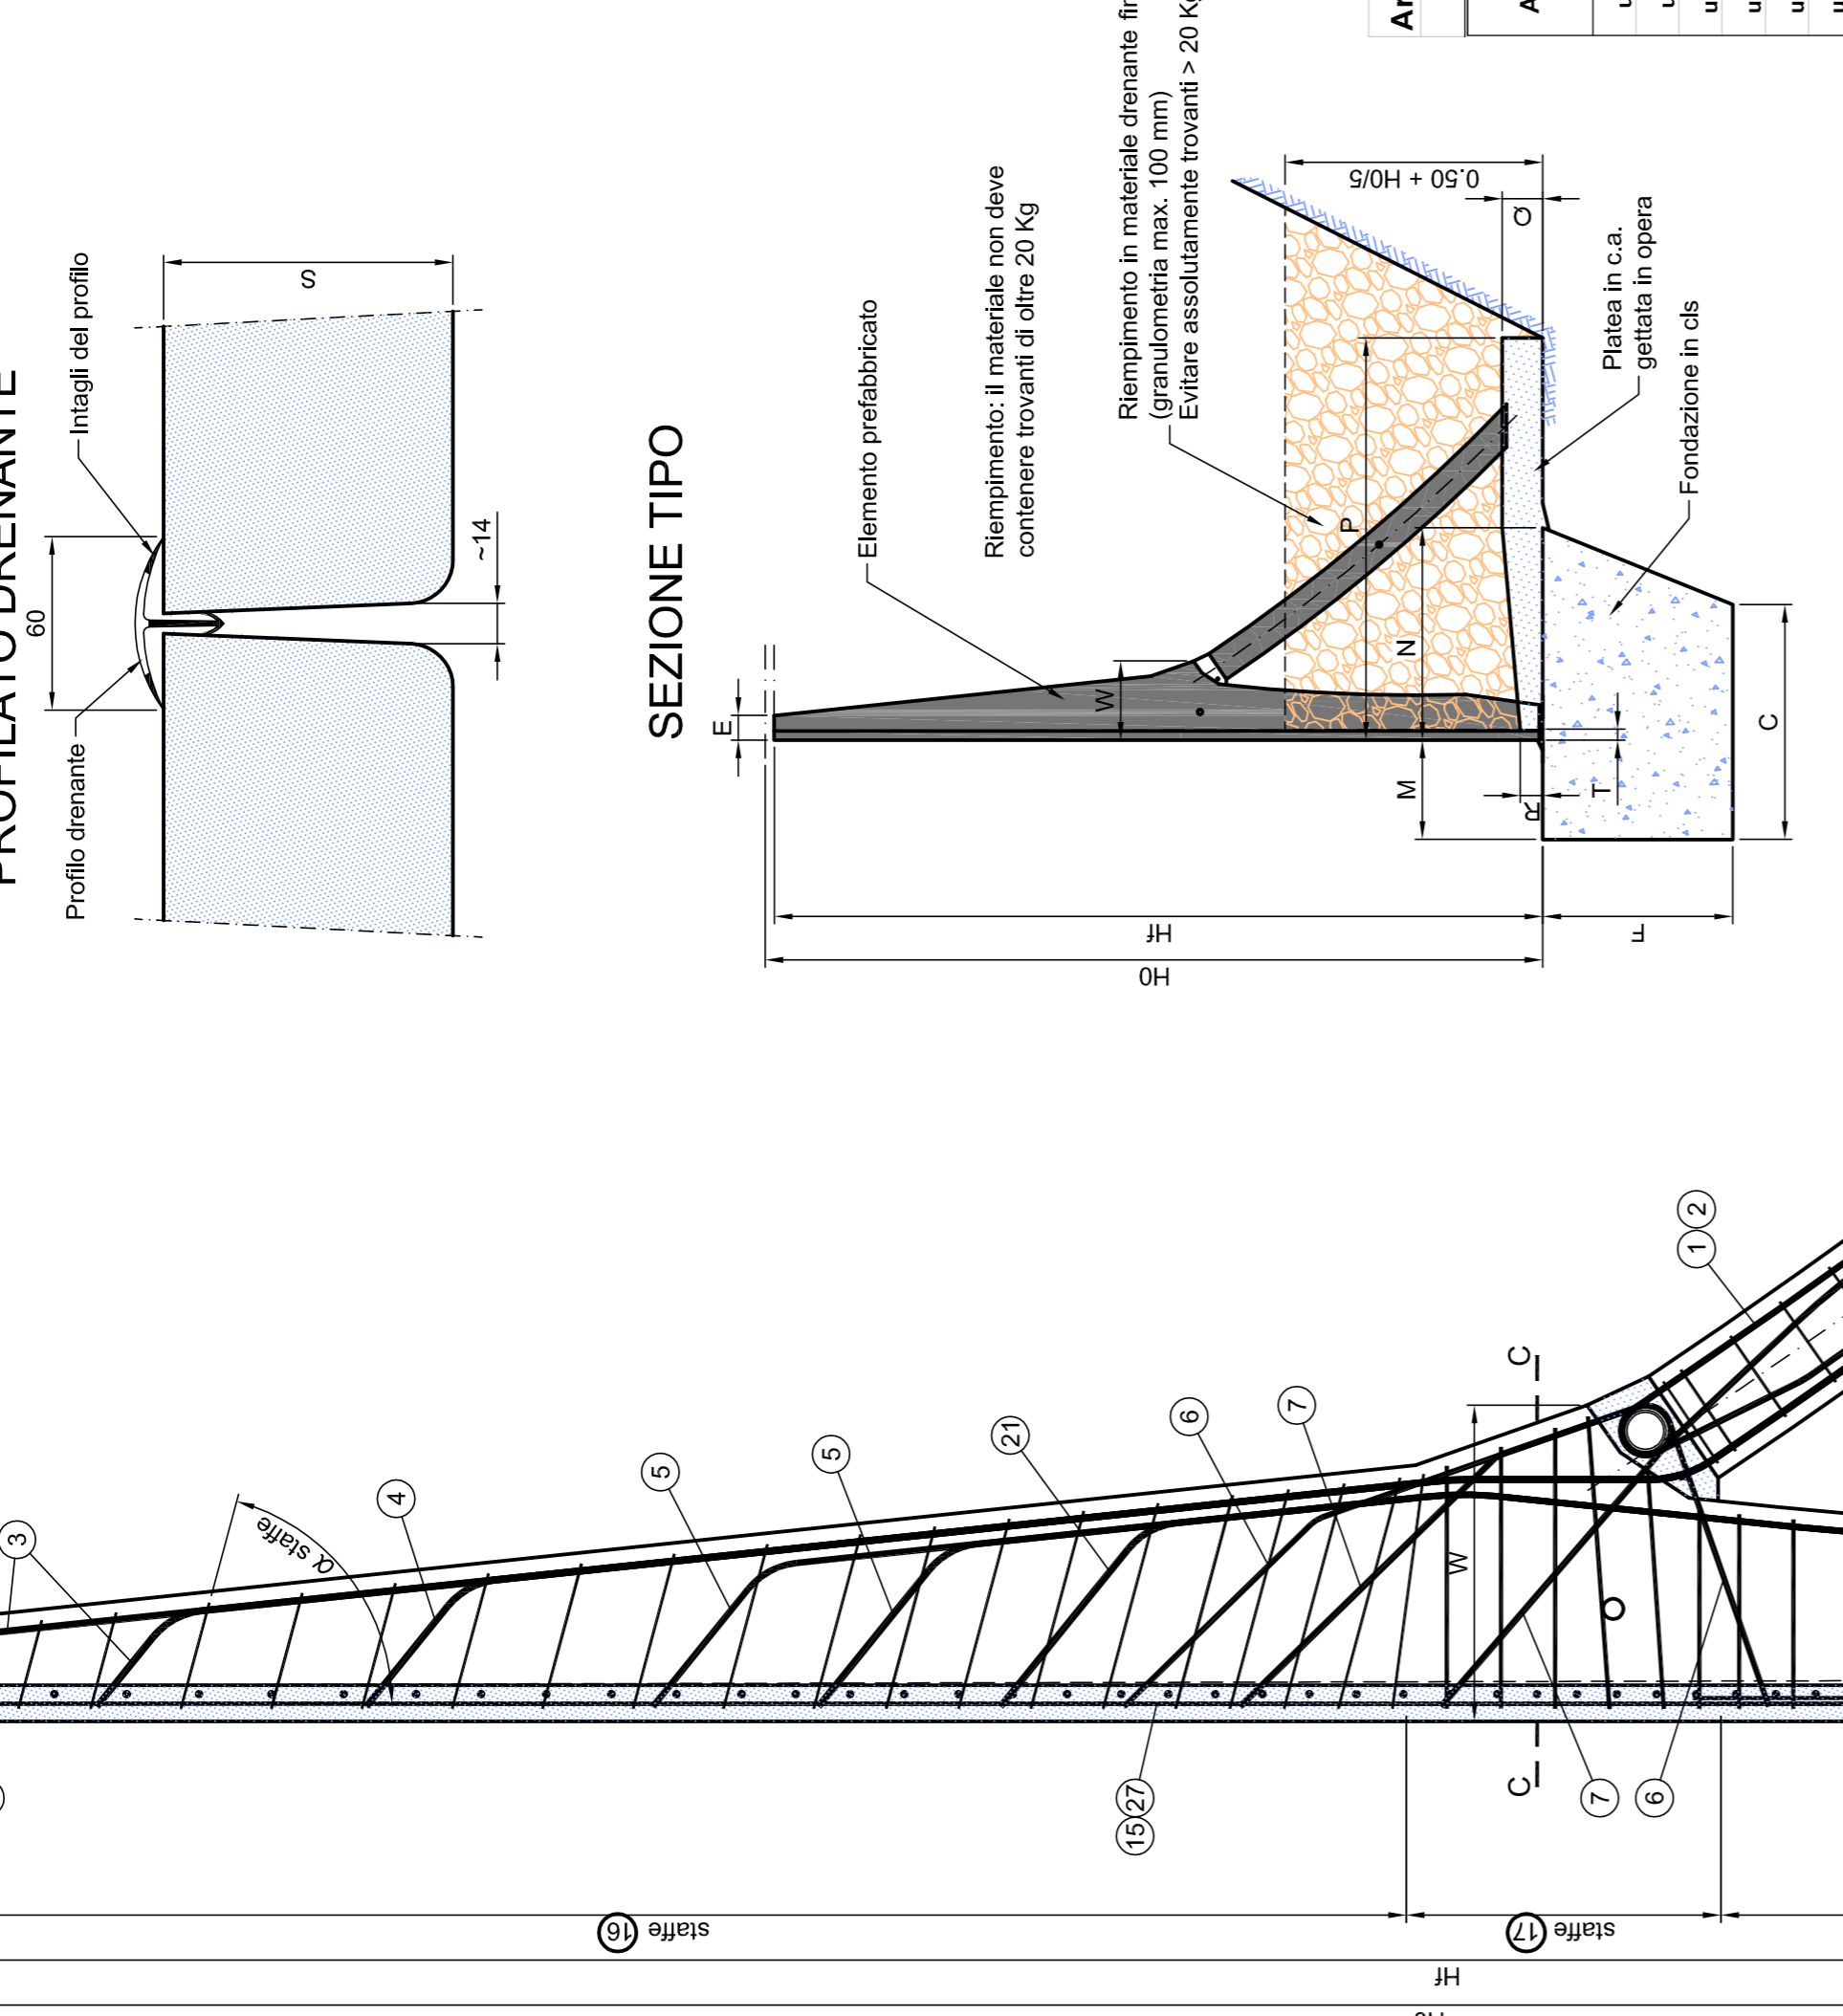 PROFILATO DRENANTE
60
Intagli del profilo
Profilo drenante
S
~14
SEZIONE TIPO
E
Elemento prefabbricato
Riempimento: il materiale non deve
contenere trovanti di oltre 20 Kg
Riempimento in materiale drenante
(granulometria max. 100 mm)
Evitare assolutamente trovanti > 20 Kg
W
P
N
M
R
T
Q
0.50 + H0/5
Platea in c.a.
gettata in opera
Fondazione in cls
C
F
Hf
H0
3
α staffe
4
5
5
21
6
7
1 2
C
W
C
15 27
7
6
staffe 16
staffe 17
Hf